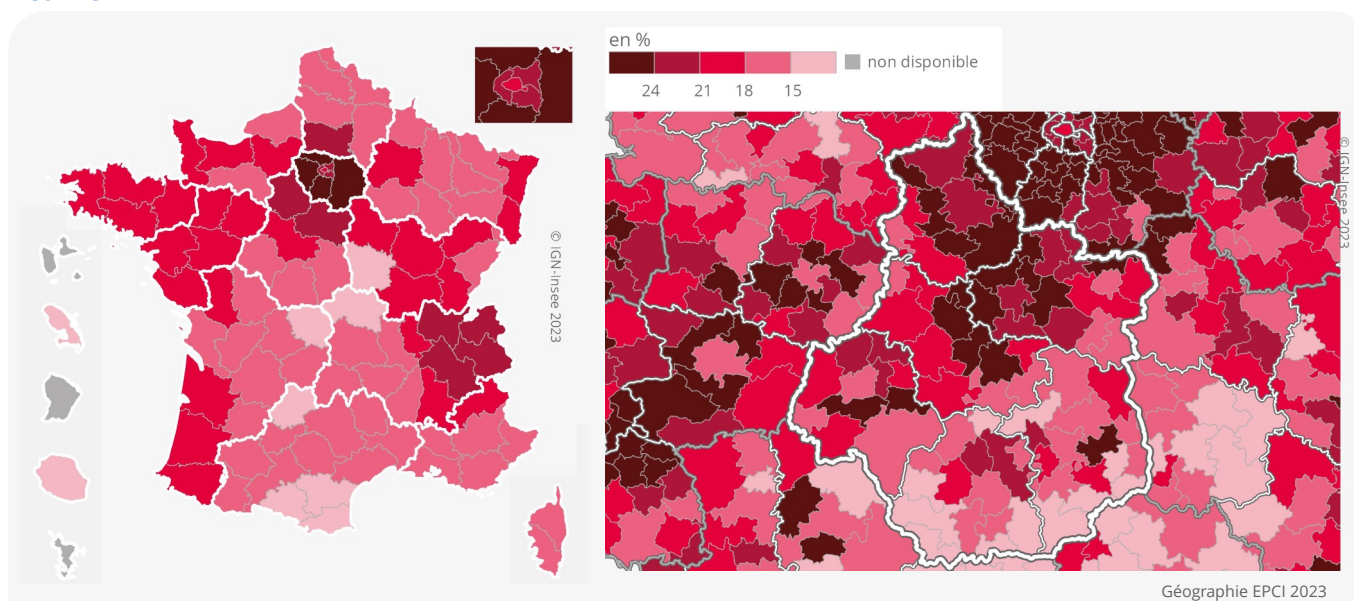 en %
non disponible
24 21 18 15
© IGN-Insee 2023
© IGN-Insee 2023
Géographie EPCI 2023